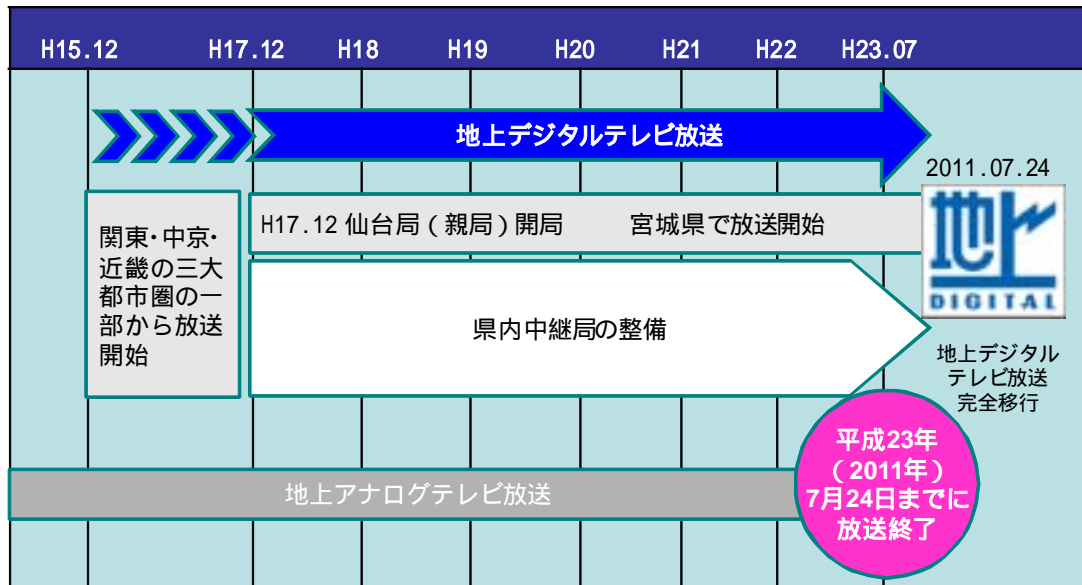 H15.12 H17.12 H18 H19 H20 H21 H22 H23.07
地上デジタルテレビ放送
2011.07.24
地上
DIGITAL
H17.12 仙台局(親局)開局 宮城県で放送開始
関東・中京・
近畿の三大
都市圏の一
部から放送
開始
県内中継局の整備
地上デジタル
テレビ放送
完全移行
平成23年
(2011年)
7月24日までに
放送終了
地上アナログテレビ放送